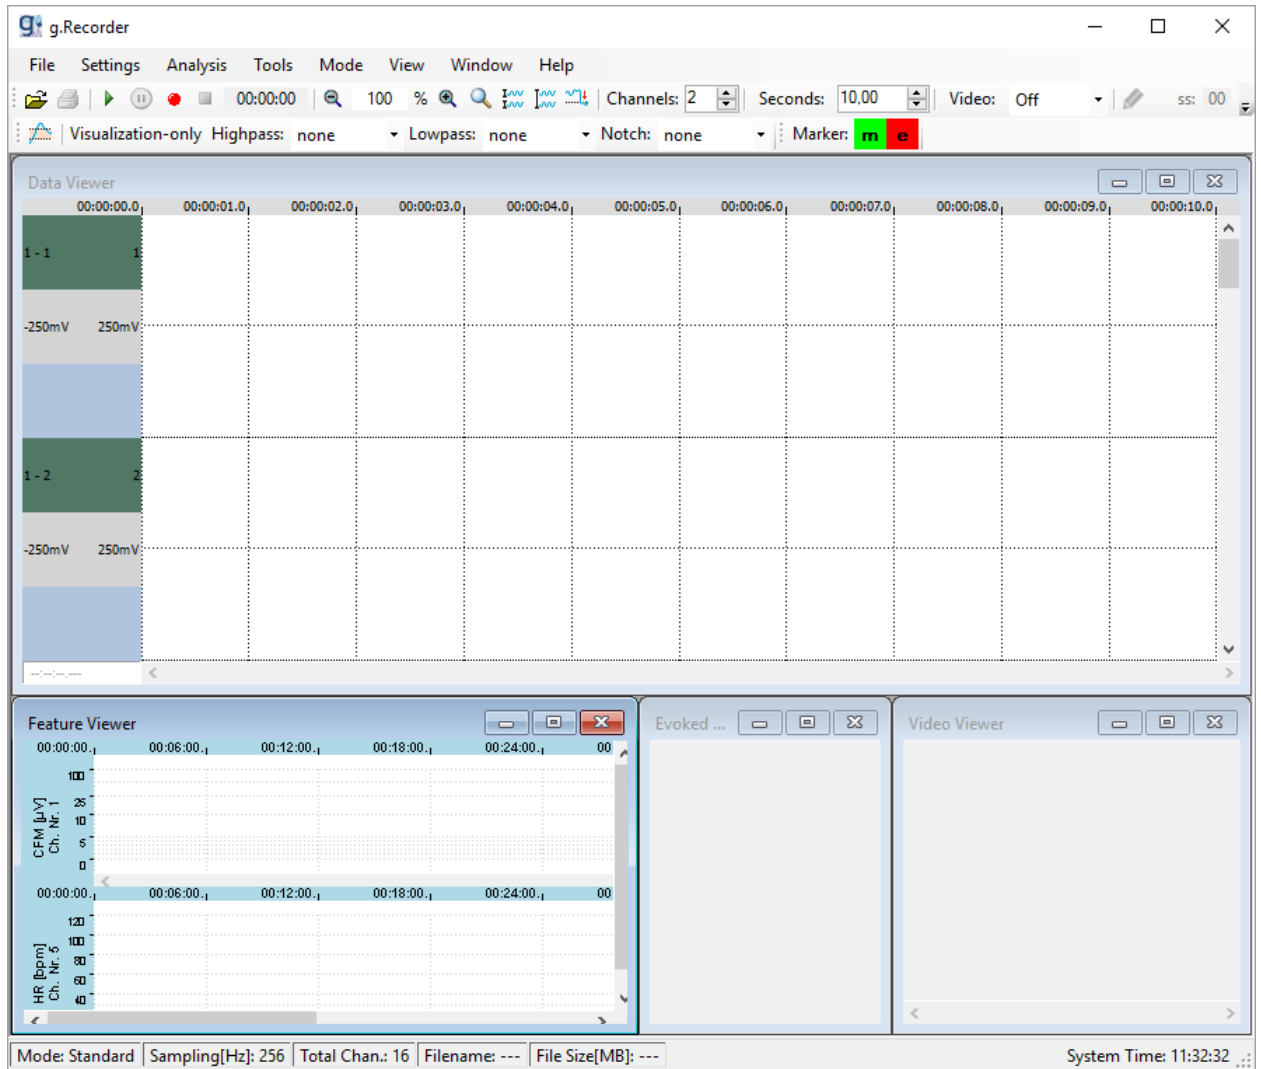 g.Recorder
File Settings Analysis Tools Mode View Window Help
00:00:00 100 % Channels: 2 Seconds: 10,00 Video: Off ss: 00
Visualization-only Highpass: none Lowpass: none Notch: none Marker: m e
Data Viewer
00:00:00.0 00:00:01.0 00:00:02.0 00:00:03.0 00:00:04.0 00:00:05.0 00:00:06.0 00:00:07.0 00:00:08.0 00:00:09.0 00:00:10.0
1 - 1 1
-250mV 250mV
1 - 2 2
-250mV 250mV
--:--:--.---
Feature Viewer
00:00:00. 00:06:00. 00:12:00. 00:18:00. 00:24:00. 00
CFM [µV]
Ch. Nr. 1
100
25
10
5
0
00:00:00. 00:06:00. 00:12:00. 00:18:00. 00:24:00. 00
HR [bpm]
Ch. Nr. 5
120
100
80
60
40
Evoked ...
Video Viewer
Mode: Standard Sampling[Hz]: 256 Total Chan.: 16 Filename: --- File Size[MB]: --- System Time: 11:32:32